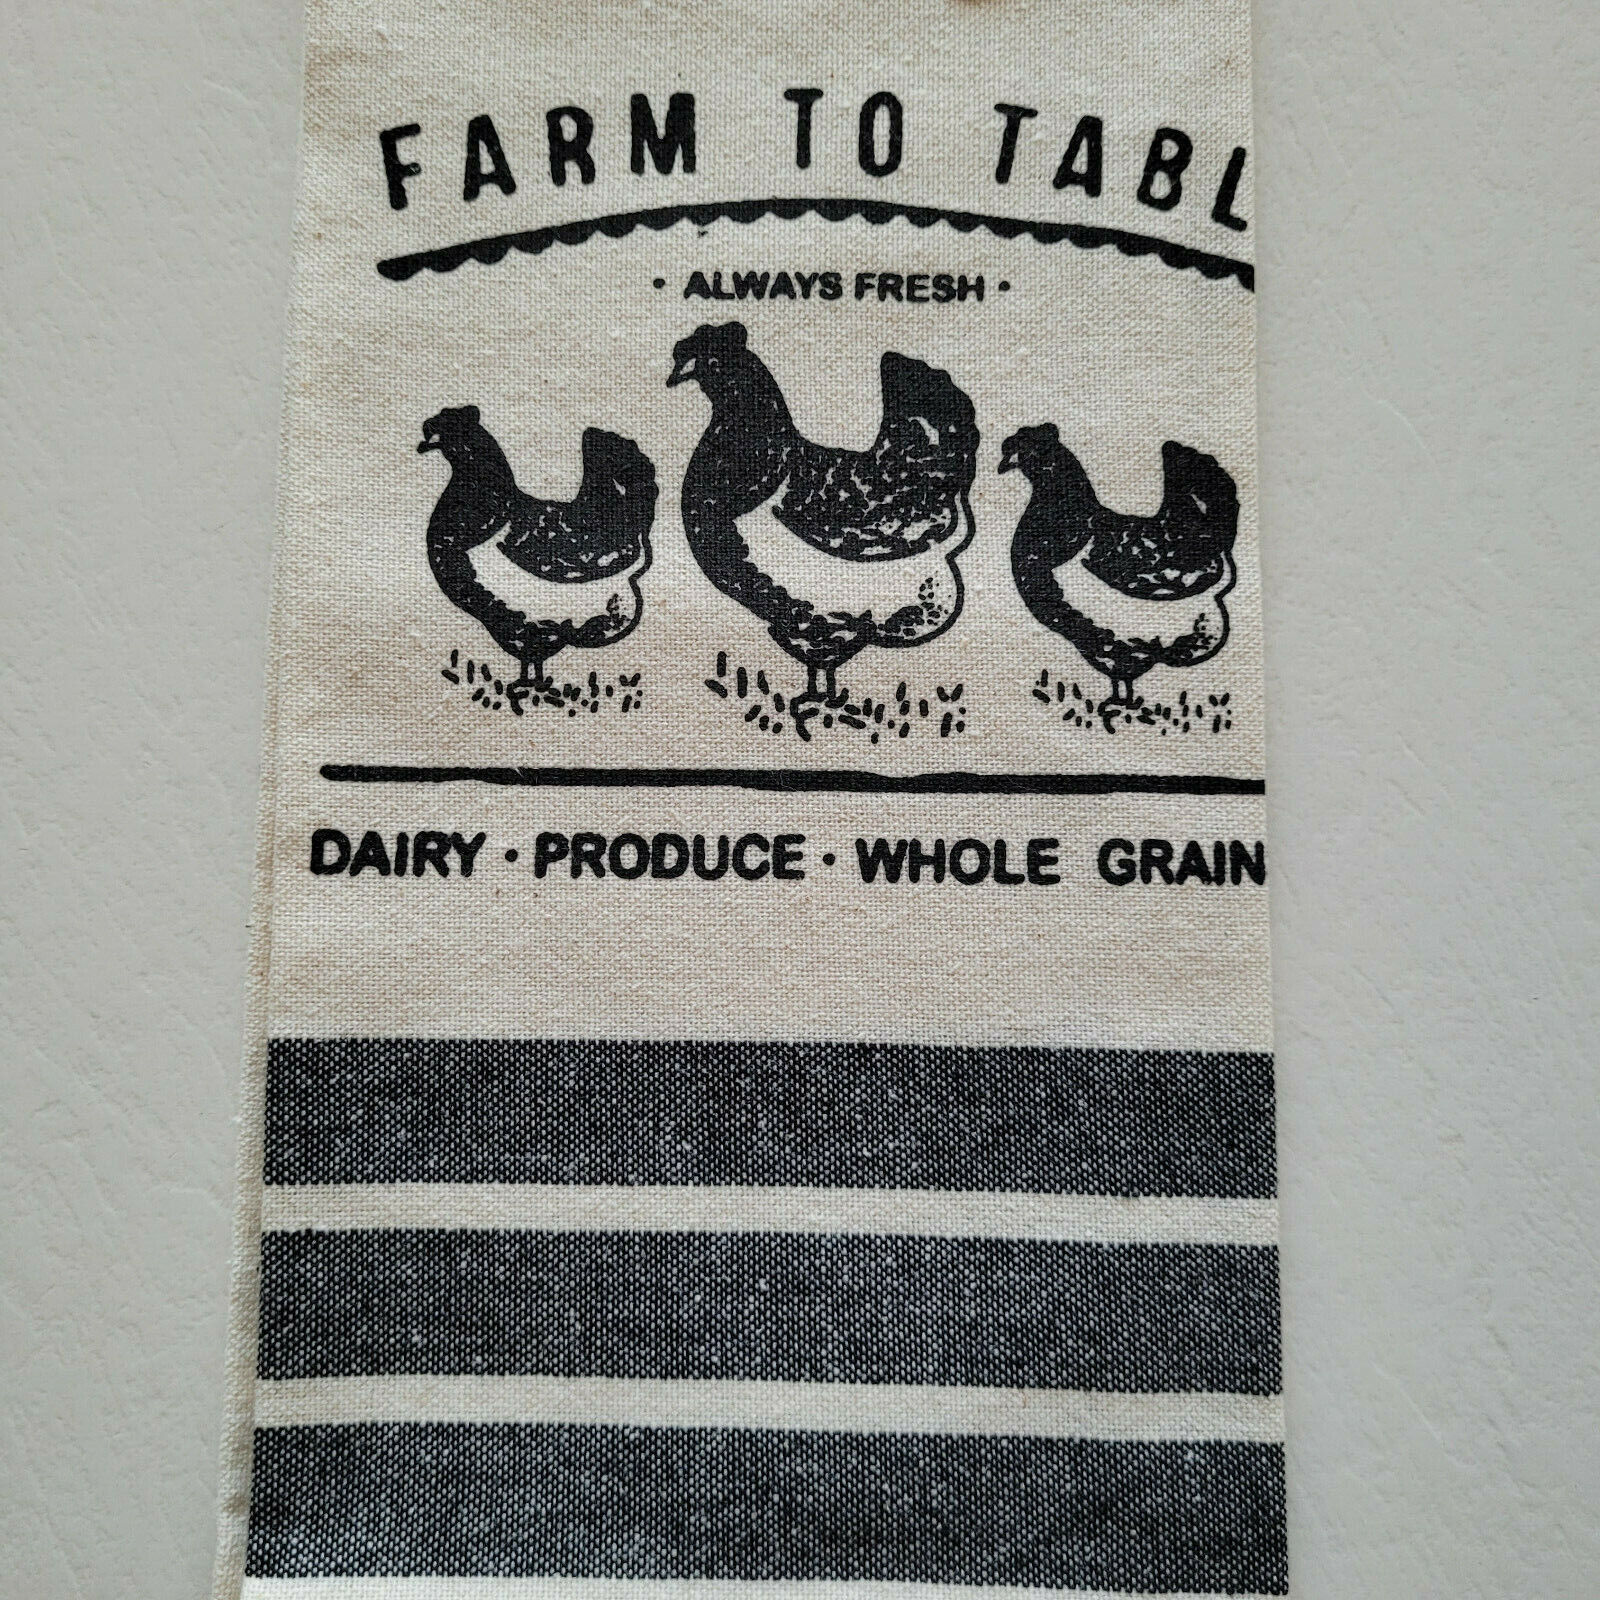 FARM TO TABL
· ALWAYS FRESH ·
DAIRY · PRODUCE · WHOLE GRAIN